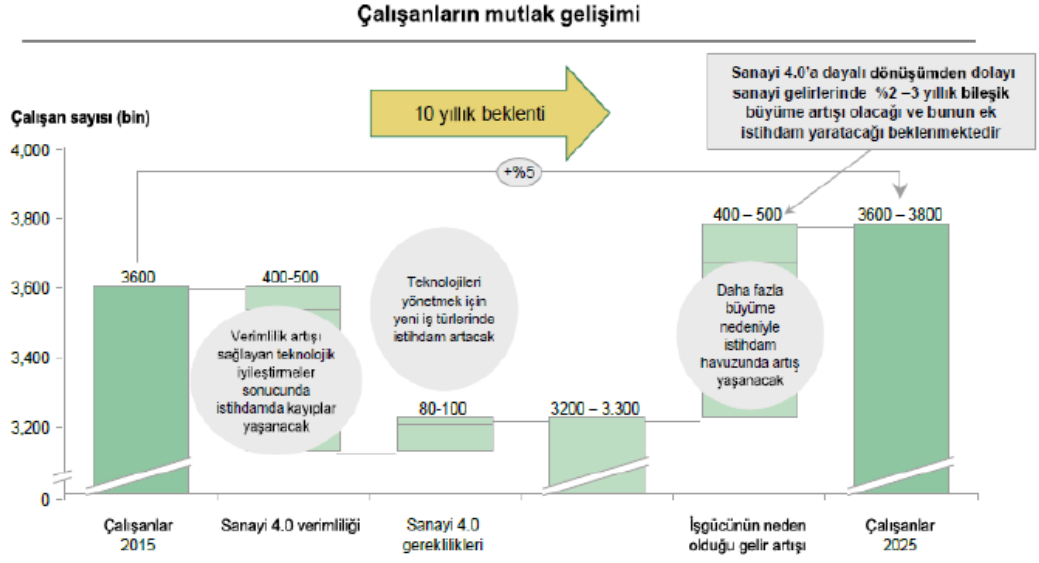 Çalışanların mutlak gelişimi
Sanayi 4.0'a dayalı dönüşümden dolayı
sanayi gelirlerinde %2 –3 yıllık bileşik
büyüme artışı olacağı ve bunun ek
istihdam yaratacağı beklenmektedir
10 yıllık beklenti
Çalışan sayısı (bin)
4,000
+%5
3,800
400 – 500
3600 – 3800
3600
400-500
Teknolojileri
yönetmek için
yeni iş türlerinde
istihdam artacak
Daha fazla
büyüme
nedeniyle
istihdam
havuzunda artış
yaşanacak
3,600
Verimlilik artışı
sağlayan teknolojik
iyileştirmeler
sonucunda
istihdamda kayıplar
yaşanacak
3,400
80-100
3200 – 3.300
3,200
0
Çalışanlar
2015
Sanayi 4.0 verimliliği
Sanayi 4.0
gereklilikleri
İşgücünün neden
olduğu gelir artışı
Çalışanlar
2025